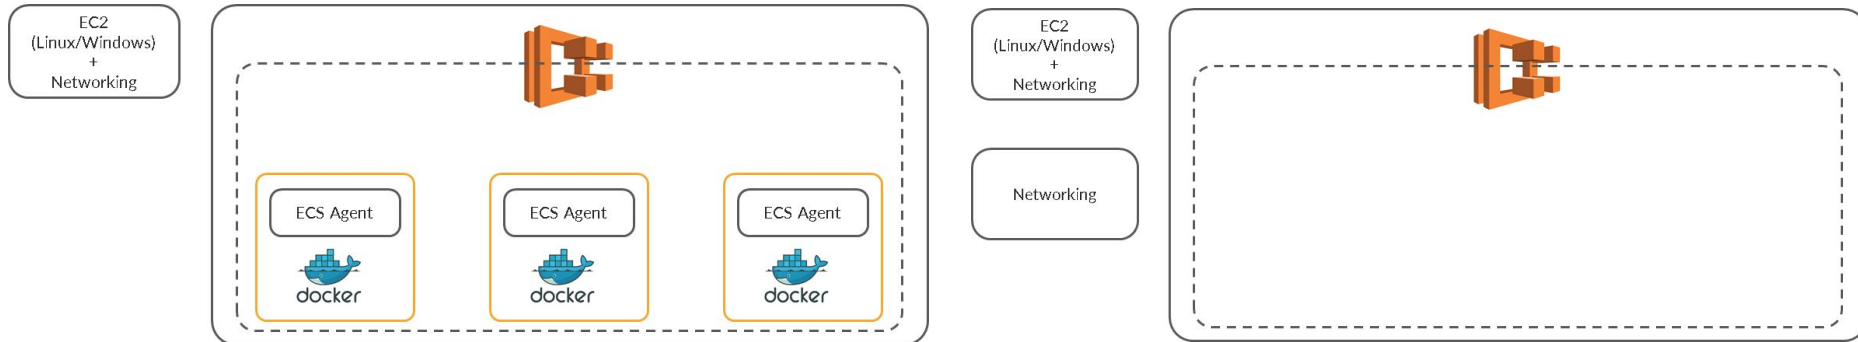 EC2
(Linux/Windows)
+
Networking
ECS Agent
docker
ECS Agent
docker
ECS Agent
docker
EC2
(Linux/Windows)
+
Networking
Networking